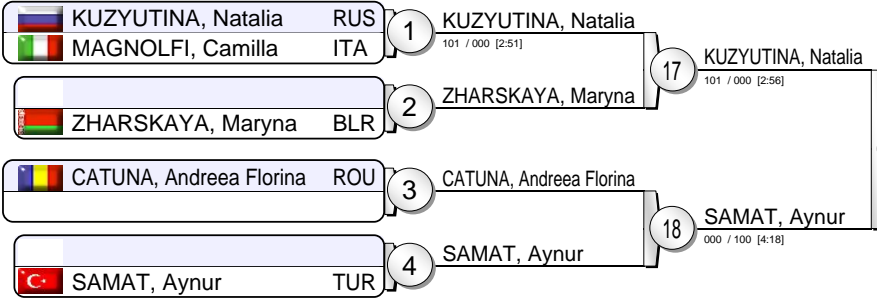 KUZYUTINA, Natalia RUS
MAGNOLFI, Camilla ITA
1
KUZYUTINA, Natalia
101 / 000 [2:51]
ZHARSKAYA, Maryna BLR
2
ZHARSKAYA, Maryna
17
KUZYUTINA, Natalia
101 / 000 [2:56]
CATUNA, Andreea Florina ROU
3
CATUNA, Andreea Florina
SAMAT, Aynur TUR
4
SAMAT, Aynur
18
SAMAT, Aynur
000 / 100 [4:18]